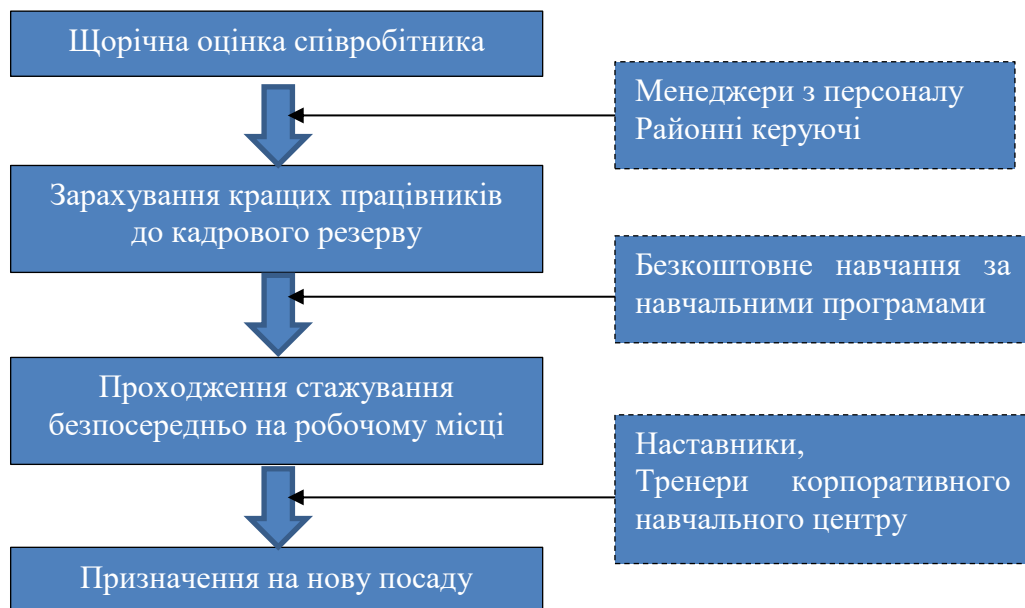 Щорічна оцінка співробітника
Менеджери з персоналу
Районні керуючі
Зарахування кращих працівників
до кадрового резерву
Безкоштовне навчання за
навчальними програмами
Проходження стажування
безпосередньо на робочому місці
Наставники,
Тренери корпоративного
навчального центру
Призначення на нову посаду